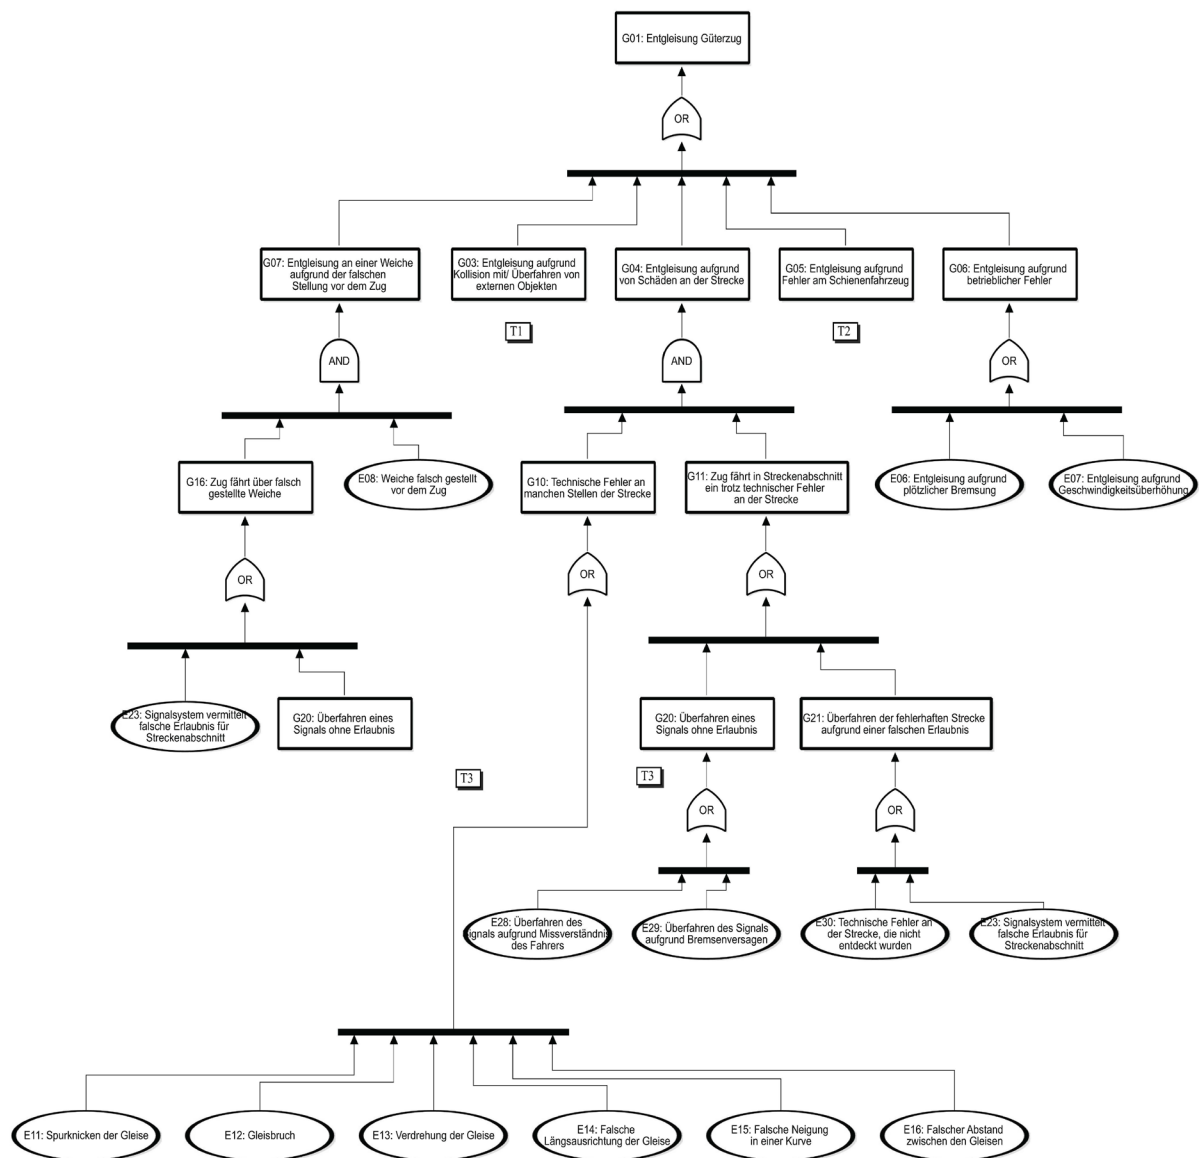 G01: Entgleisung Güterzug
OR
G07: Entgleisung an einer Weiche
aufgrund der falschen
Stellung vor dem Zug
G03: Entgleisung aufgrund
Kollision mit/ Überfahren von
externen Objekten
G04: Entgleisung aufgrund
von Schäden an der Strecke
G05: Entgleisung aufgrund
Fehler am Schienenfahrzeug
G06: Entgleisung aufgrund
betrieblicher Fehler
T1
T2
AND
AND
OR
G16: Zug fährt über falsch
gestellte Weiche
E08: Weiche falsch gestellt
vor dem Zug
G10: Technische Fehler an
manchen Stellen der Strecke
G11: Zug fährt in Streckenabschnitt
ein trotz technischer Fehler
an der Strecke
E06: Entgleisung aufgrund
plötzlicher Bremsung
E07: Entgleisung aufgrund
Geschwindigkeitsüberhöhung
OR
OR
OR
E23: Signalsystem vermittelt
falsche Erlaubnis für
Streckenabschnitt
G20: Überfahren eines
Signals ohne Erlaubnis
G20: Überfahren eines
Signals ohne Erlaubnis
G21: Überfahren der fehlerhaften Strecke
aufgrund einer falschen Erlaubnis
T3
T3
OR
OR
E28: Überfahren des
Signals aufgrund Missverständnis
des Fahrers
E29: Überfahren des Signals
aufgrund Bremsenversagen
E30: Technische Fehler an
der Strecke, die nicht
entdeckt wurden
E23: Signalsystem vermittelt
falsche Erlaubnis für
Streckenabschnitt
E11: Spurknicken der Gleise
E12: Gleisbruch
E13: Verdrehung der Gleise
E14: Falsche
Längsausrichtung der Gleise
E15: Falsche Neigung
in einer Kurve
E16: Falscher Abstand
zwischen den Gleisen